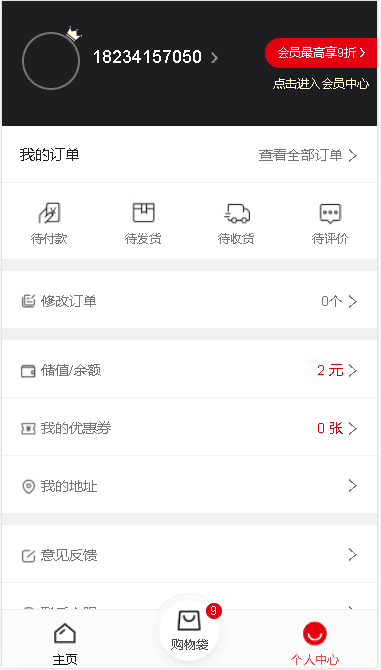 18234157050
会员最高享9折
点击进入会员中心
我的订单 查看全部订单
待付款 待发货 待收货 待评价
修改订单 0个
储值/余额 2 元
我的优惠券 0 张
我的地址
意见反馈
9
主页 购物袋 个人中心